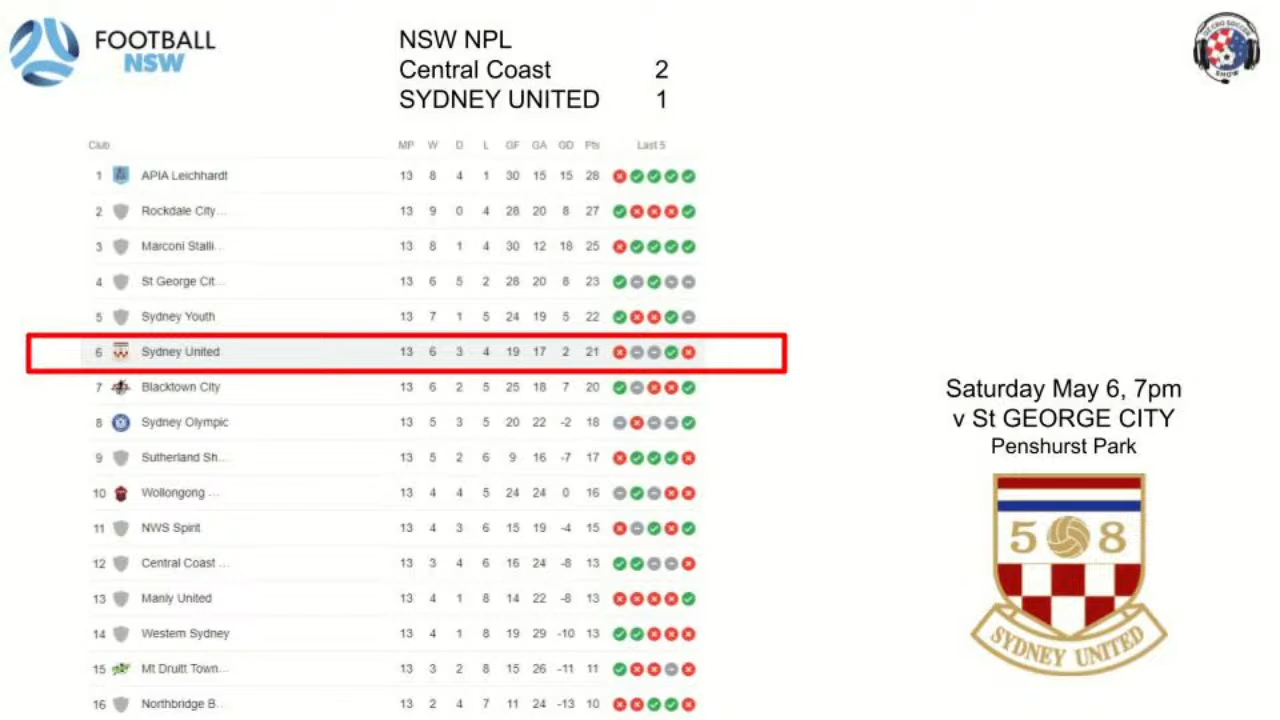 FOOTBALL
NSW
NSW NPL
Central Coast 2
SYDNEY UNITED 1
OZ CRO SOCCER
SHOW
Club MP W D L GF GA GD Pts Last 5
1 APIA Leichhardt 13 8 4 1 30 15 15 28
2 Rockdale City... 13 9 0 4 28 20 8 27
3 Marconi Stalli... 13 8 1 4 30 12 18 25
4 St George Cit... 13 6 5 2 28 20 8 23
5 Sydney Youth 13 7 1 5 24 19 5 22
6 Sydney United 13 6 3 4 19 17 2 21
7 Blacktown City 13 6 2 5 25 18 7 20
8 Sydney Olympic 13 5 3 5 20 22 -2 18
9 Sutherland Sh... 13 5 2 6 9 16 -7 17
10 Wollongong ... 13 4 4 5 24 24 0 16
11 NWS Spirit 13 4 3 6 15 19 -4 15
12 Central Coast ... 13 3 4 6 16 24 -8 13
13 Manly United 13 4 1 8 14 22 -8 13
14 Western Sydney 13 4 1 8 19 29 -10 13
15 Mt Druitt Town... 13 3 2 8 15 26 -11 11
16 Northbridge B... 13 2 4 7 11 24 -13 10
Saturday May 6, 7pm
v St GEORGE CITY
Penshurst Park
5 8
SYDNEY UNITED